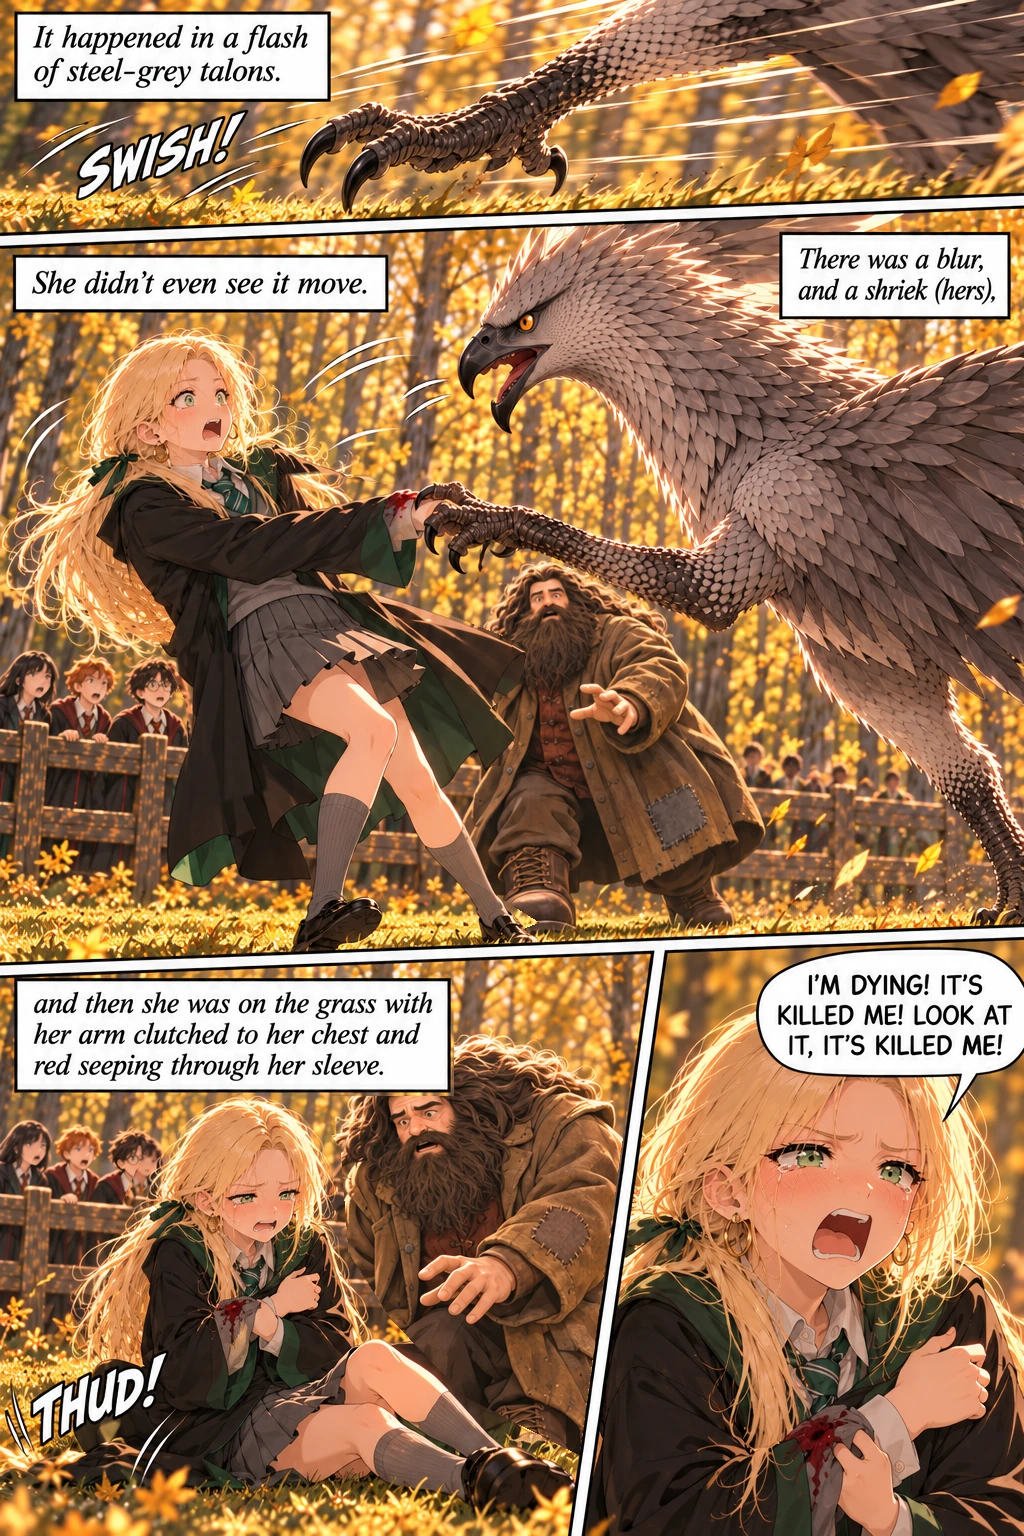 It happened in a flash
of steel-grey talons.
SWISH!
She didn't even see it move.
There was a blur,
and a shriek (hers),
and then she was on the grass with
her arm clutched to her chest and
red seeping through her sleeve.
THUD!
I'M DYING! IT'S
KILLED ME! LOOK AT
IT, IT'S KILLED ME!